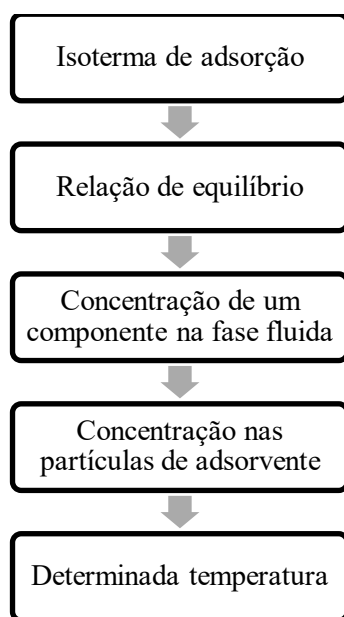 Isoterma de adsorção
Relação de equilíbrio
Concentração de um
componente na fase fluida
Concentração nas
partículas de adsorvente
Determinada temperatura